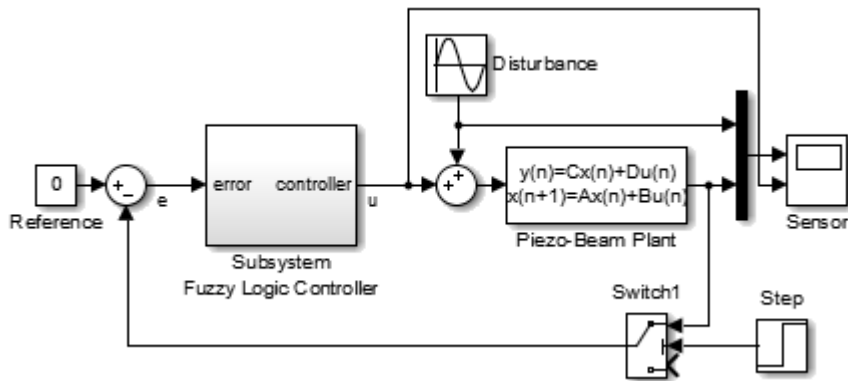 Disturbance
0
Reference
+
−
e
error
controller
u
Subsystem
Fuzzy Logic Controller
+
+
y(n)=Cx(n)+Du(n)
x(n+1)=Ax(n)+Bu(n)
Piezo-Beam Plant
Sensor
Switch1
Step